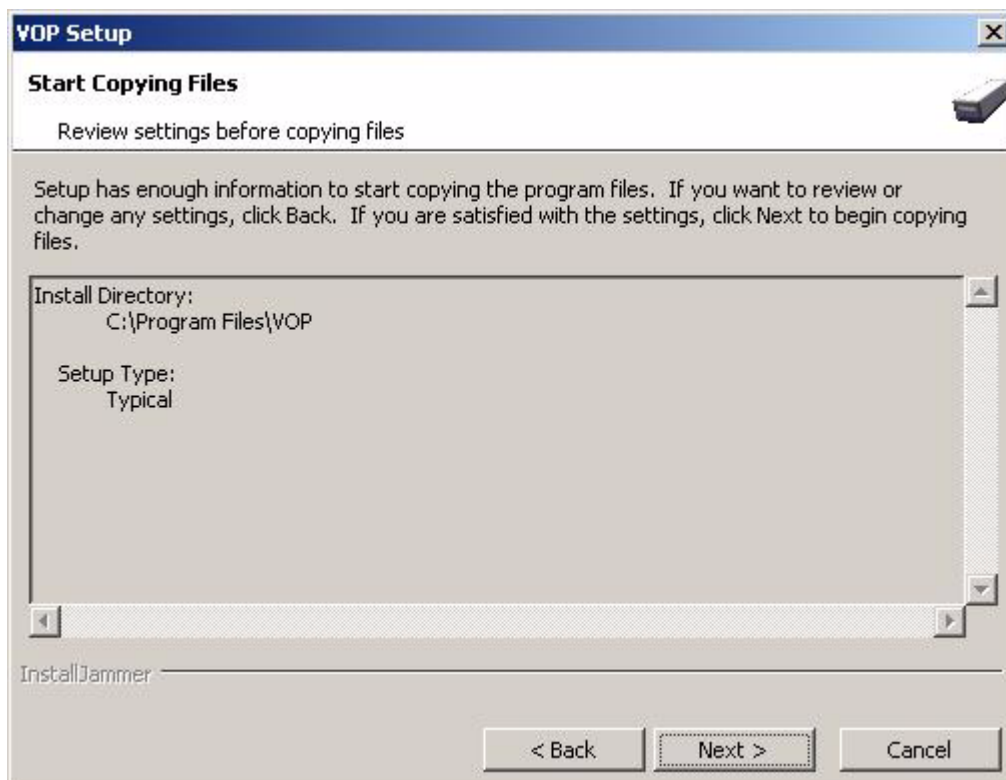 VOP Setup
Start Copying Files
Review settings before copying files
Setup has enough information to start copying the program files.  If you want to review or
change any settings, click Back.  If you are satisfied with the settings, click Next to begin copying
files.
Install Directory:
C:\Program Files\VOP
Setup Type:
Typical
InstallJammer
< Back
Next >
Cancel